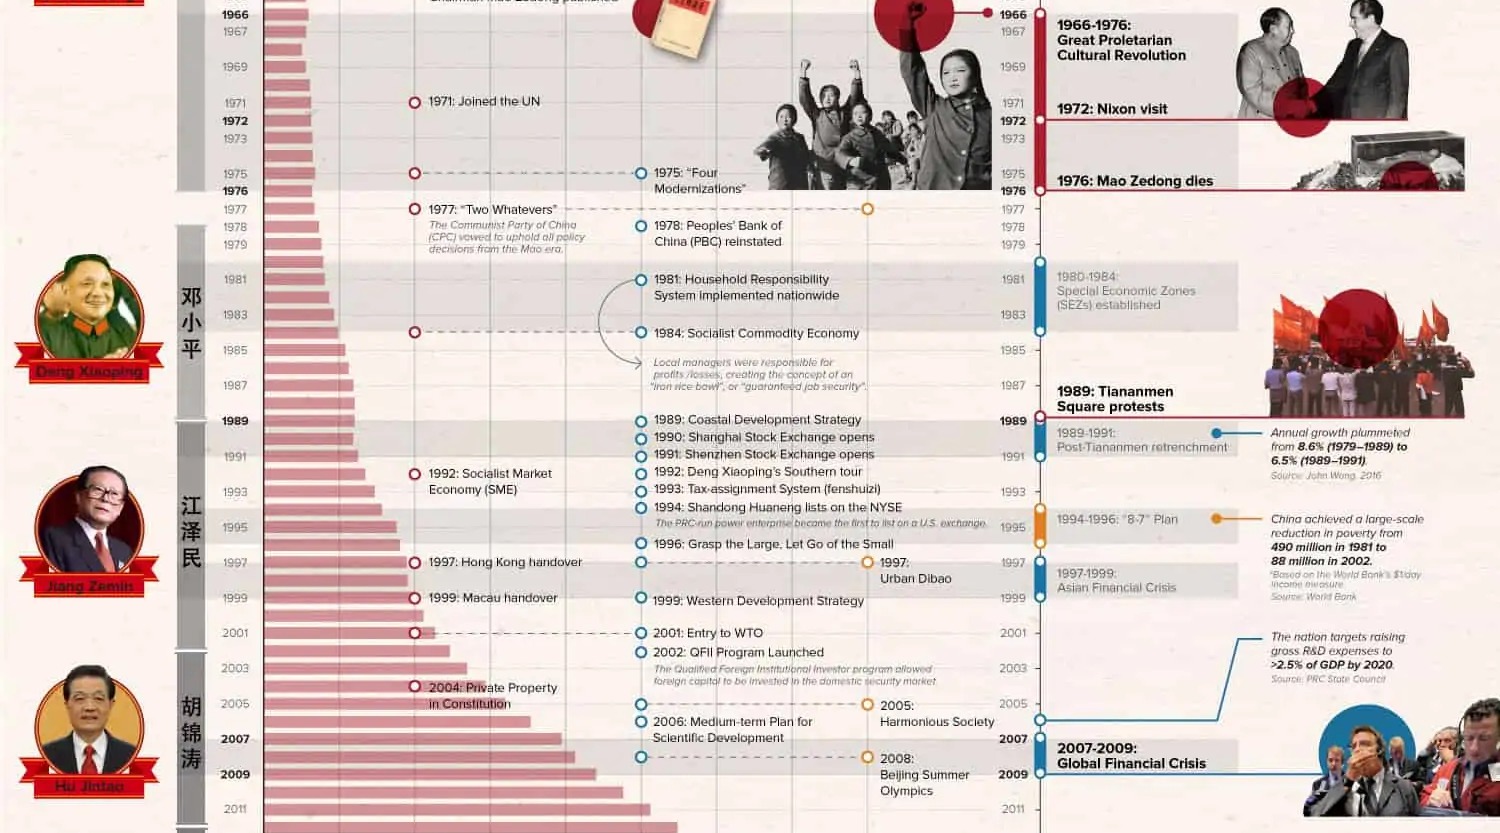 Chairman Mao Zedong published
1966
1967
1969
1971
1972
1973
1975
1976
1977
1978
1979
1981
1983
1985
1987
1989
1991
1993
1995
1997
1999
2001
2003
2005
2007
2009
2011
邓小平
Deng Xiaoping
江泽民
Jiang Zemin
胡锦涛
Hu Jintao
1971: Joined the UN
1975: “Four
Modernizations”
1977: “Two Whatevers”
The Communist Party of China
(CPC) vowed to uphold all policy
decisions from the Mao era.
1978: Peoples’ Bank of
China (PBC) reinstated
1981: Household Responsibility
System implemented nationwide
1984: Socialist Commodity Economy
Local managers were responsible for
profits /losses, creating the concept of an
“iron rice bowl”, or “guaranteed job security”.
1989: Coastal Development Strategy
1990: Shanghai Stock Exchange opens
1991: Shenzhen Stock Exchange opens
1992: Socialist Market
Economy (SME)
1992: Deng Xiaoping’s Southern tour
1993: Tax-assignment System (fenshuizi)
1994: Shandong Huaneng lists on the NYSE
The PRC-run power enterprise became the first to list on a U.S. exchange.
1996: Grasp the Large, Let Go of the Small
1997: Hong Kong handover
1997:
Urban Dibao
1999: Macau handover
1999: Western Development Strategy
2001: Entry to WTO
2002: QFII Program Launched
The Qualified Foreign Institutional Investor program allowed
foreign capital to be invested in the domestic security market.
2004: Private Property
in Constitution
2005:
Harmonious Society
2006: Medium-term Plan for
Scientific Development
2008:
Beijing Summer
Olympics
1966
1967
1969
1971
1972
1973
1975
1976
1977
1978
1979
1981
1983
1985
1987
1989
1991
1993
1995
1997
1999
2001
2003
2005
2007
2009
2011
1966-1976:
Great Proletarian
Cultural Revolution
1972: Nixon visit
1976: Mao Zedong dies
1980-1984:
Special Economic Zones
(SEZs) established
1989: Tiananmen
Square protests
1989-1991:
Post-Tiananmen retrenchment
Annual growth plummeted
from 8.6% (1979–1989) to
6.5% (1989–1991).
Source: John Wong, 2016
1994-1996: “8-7” Plan
China achieved a large-scale
reduction in poverty from
490 million in 1981 to
88 million in 2002.
*Based on the World Bank’s $1/day
income measure.
Source: World Bank
1997-1999:
Asian Financial Crisis
The nation targets raising
gross R&D expenses to
>2.5% of GDP by 2020.
Source: PRC State Council
2007-2009:
Global Financial Crisis